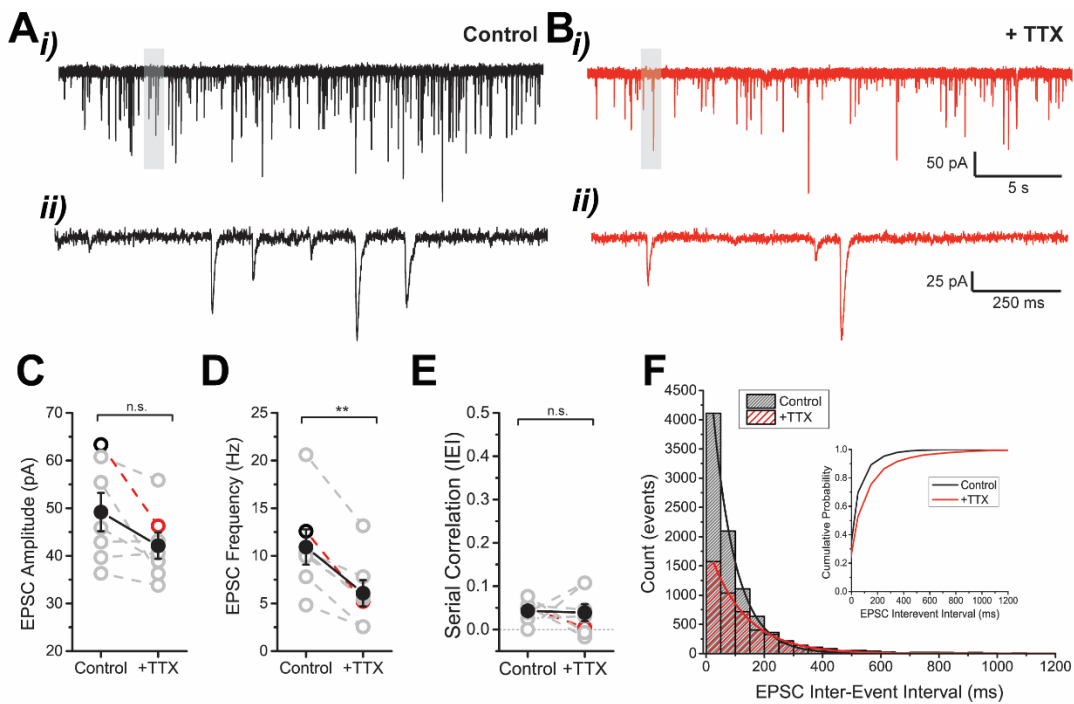 A
i)
Control
B
i)
+ TTX
50 pA
5 s
ii)
ii)
25 pA
250 ms
C
n.s.
EPSC Amplitude (pA)
70
60
50
40
30
20
Control
+TTX
D
**
EPSC Frequency (Hz)
25
20
15
10
5
0
Control
+TTX
E
n.s.
Serial Correlation (IEI)
0.5
0.4
0.3
0.2
0.1
0.0
Control
+TTX
F
Count (events)
4500
4000
3500
3000
2500
2000
1500
1000
500
0
0
200
400
600
800
1000
1200
EPSC Inter-Event Interval (ms)
Control
+TTX
Cumulative Probability
1.0
0.8
0.6
0.4
0.2
0.0
0
200
400
600
800
1000
1200
EPSC Interevent Interval (ms)
Control
+TTX